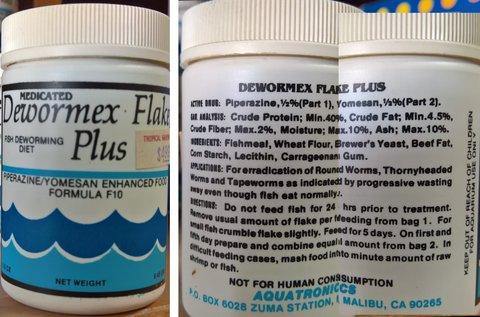 MEDICATED
Dewormex Flake
FISH DEWORMING
DIET
Plus
TROPICAL
PIPERAZINE/YOMESAN ENHANCED FOOD
FORMULA F10
NET WEIGHT
DEWORMEX FLAKE PLUS
ACTIVE DRUG: Piperazine,½%(Part 1), Yomesan,½%(Part 2).
GAR ANALYSIS: Crude Protein; Min.40%, Crude Fat; Min.4.5%,
Crude Fiber; Max.2%, Moisture; Max.10%, Ash; Max.10%.
INGREDIENTS: Fishmeal, Wheat Flour, Brewer's Yeast, Beef Fat,
Corn Starch, Lecithin, Carrageenan Gum.
APPLICATIONS: For erradication of Round Worms, Thornyheaded
Worms and Tapeworms as indicated by progressive wasting
away even though fish eat normally.
DIRECTIONS: Do not feed fish for 24 hrs prior to treatment.
Remove usual amount of flake per feeding from bag 1. For
small fish crumble flake slightly. Feed for 5 days. On first and
day prepare and combine equal amount from bag 2. In
difficult feeding cases, mash food into minute amount of raw
shrimp or fish.
NOT FOR HUMAN CONSUMPTION
AQUATRONICS
P.O. BOX 6028 ZUMA STATION, MALIBU, CA 90265
KEEP OUT OF REACH OF CHILDREN
FOR AQUARIUM USE ONLY